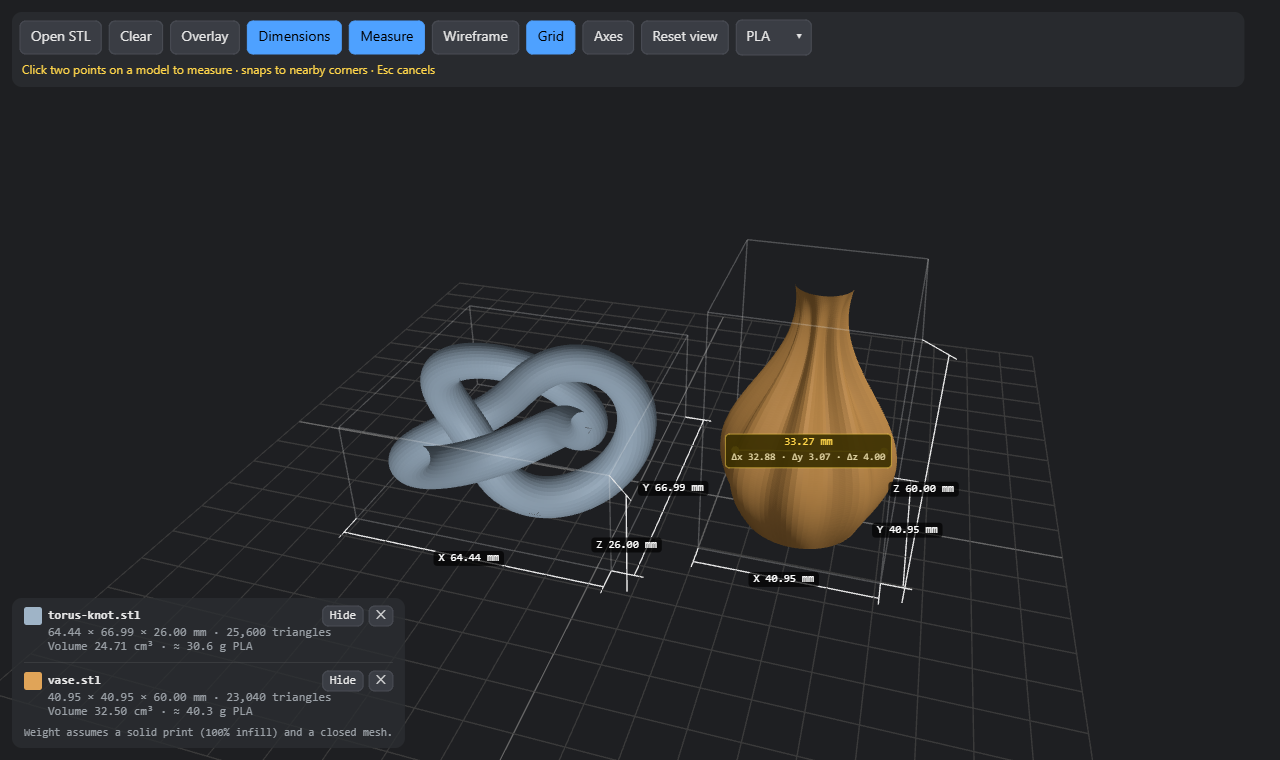 Open STL Clear Overlay Dimensions Measure Wireframe Grid Axes Reset view PLA
Click two points on a model to measure · snaps to nearby corners · Esc cancels
33.27 mm
Δx 32.88 · Δy 3.07 · Δz 4.00
Y 66.99 mm
Z 60.00 mm
Y 40.95 mm
Z 26.00 mm
X 64.44 mm
X 40.95 mm
torus-knot.stl Hide ×
64.44 × 66.99 × 26.00 mm · 25,600 triangles
Volume 24.71 cm³ · ≈ 30.6 g PLA
vase.stl Hide ×
40.95 × 40.95 × 60.00 mm · 23,040 triangles
Volume 32.50 cm³ · ≈ 40.3 g PLA
Weight assumes a solid print (100% infill) and a closed mesh.